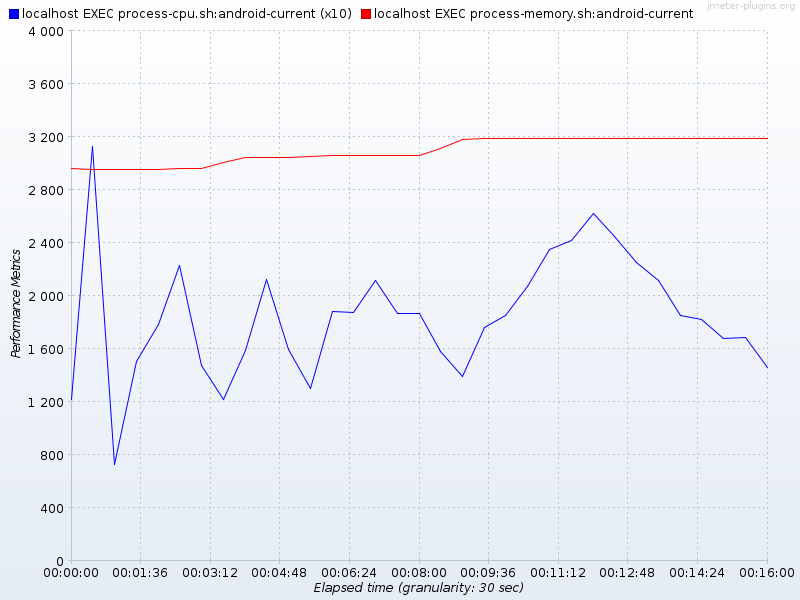 localhost EXEC process-cpu.sh:android-current (x10) localhost EXEC process-memory.sh:android-current
jmeter-plugins.org
4 000
3 600
3 200
2 800
2 400
2 000
1 600
1 200
800
400
0
Performance Metrics
00:00:00 00:01:36 00:03:12 00:04:48 00:06:24 00:08:00 00:09:36 00:11:12 00:12:48 00:14:24 00:16:00
Elapsed time (granularity: 30 sec)